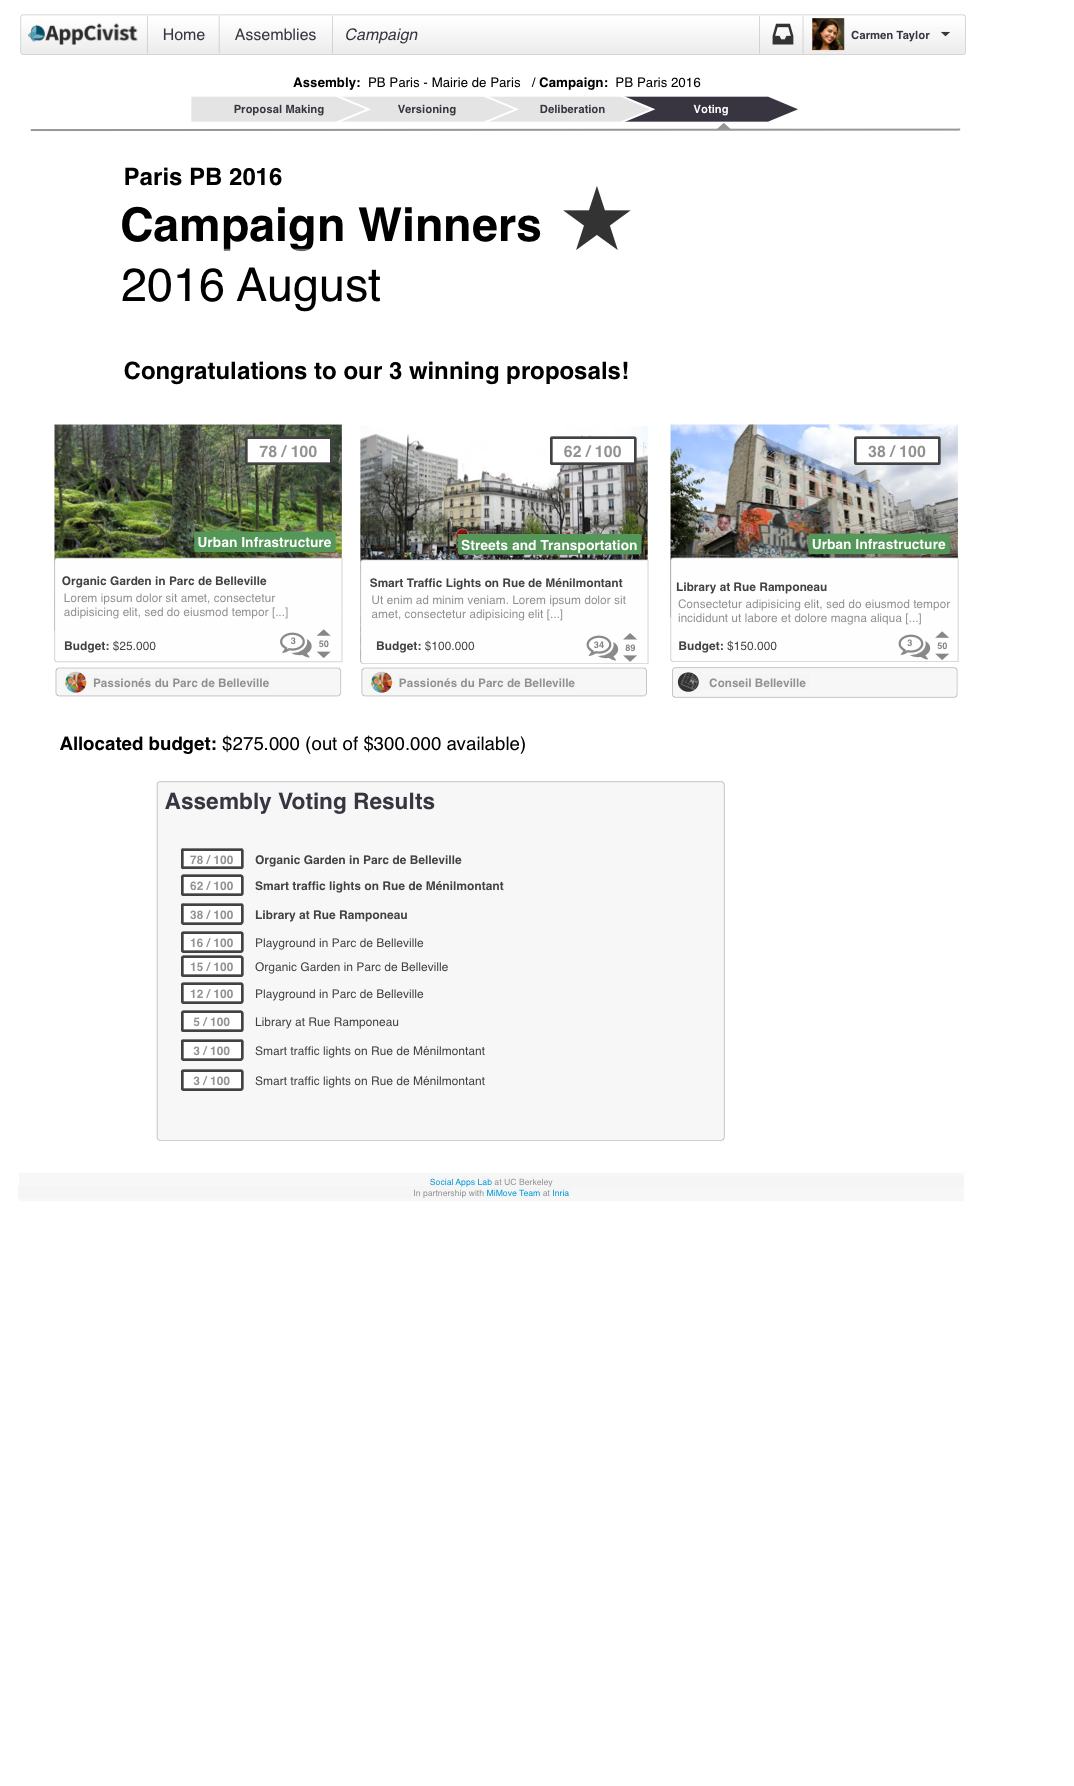 AppCivist Home Assemblies Campaign Carmen Taylor
Assembly: PB Paris - Mairie de Paris / Campaign: PB Paris 2016
Proposal Making Versioning Deliberation Voting
Paris PB 2016
Campaign Winners
2016 August
Congratulations to our 3 winning proposals!
78 / 100
Urban Infrastructure
Organic Garden in Parc de Belleville
Lorem ipsum dolor sit amet, consectetur
adipisicing elit, sed do eiusmod tempor [...]
Budget: $25.000 3 50
Passionés du Parc de Belleville
62 / 100
Streets and Transportation
Smart Traffic Lights on Rue de Ménilmontant
Ut enim ad minim veniam. Lorem ipsum dolor sit
amet, consectetur adipisicing elit [...]
Budget: $100.000 34 89
Passionés du Parc de Belleville
38 / 100
Urban Infrastructure
Library at Rue Ramponeau
Consectetur adipisicing elit, sed do eiusmod tempor
incididunt ut labore et dolore magna aliqua [...]
Budget: $150.000 3 50
Conseil Belleville
Allocated budget: $275.000 (out of $300.000 available)
Assembly Voting Results
78 / 100 Organic Garden in Parc de Belleville
62 / 100 Smart traffic lights on Rue de Ménilmontant
38 / 100 Library at Rue Ramponeau
16 / 100 Playground in Parc de Belleville
15 / 100 Organic Garden in Parc de Belleville
12 / 100 Playground in Parc de Belleville
5 / 100 Library at Rue Ramponeau
3 / 100 Smart traffic lights on Rue de Ménilmontant
3 / 100 Smart traffic lights on Rue de Ménilmontant
Social Apps Lab at UC Berkeley
In partnership with MiMove Team at Inria